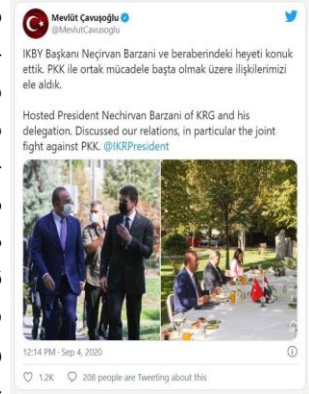 Mevlüt Çavuşoğlu
@MevlutCavusoglu
IKBY Başkanı Neçirvan Barzani ve beraberindeki heyeti konuk
ettik. PKK ile ortak mücadele başta olmak üzere ilişkilerimizi
ele aldık.
Hosted President Nechirvan Barzani of KRG and his
delegation. Discussed our relations, in particular the joint
fight against PKK. @IKRPresident
12:14 PM · Sep 4, 2020
1.2K 208 people are Tweeting about this